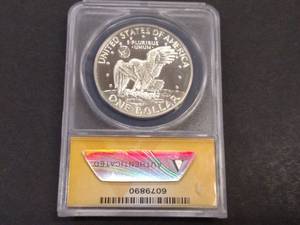 UNITED STATES OF AMERICA
E PLURIBUS
UNUM
ONE DOLLAR
AUTHENTICATED
6079890